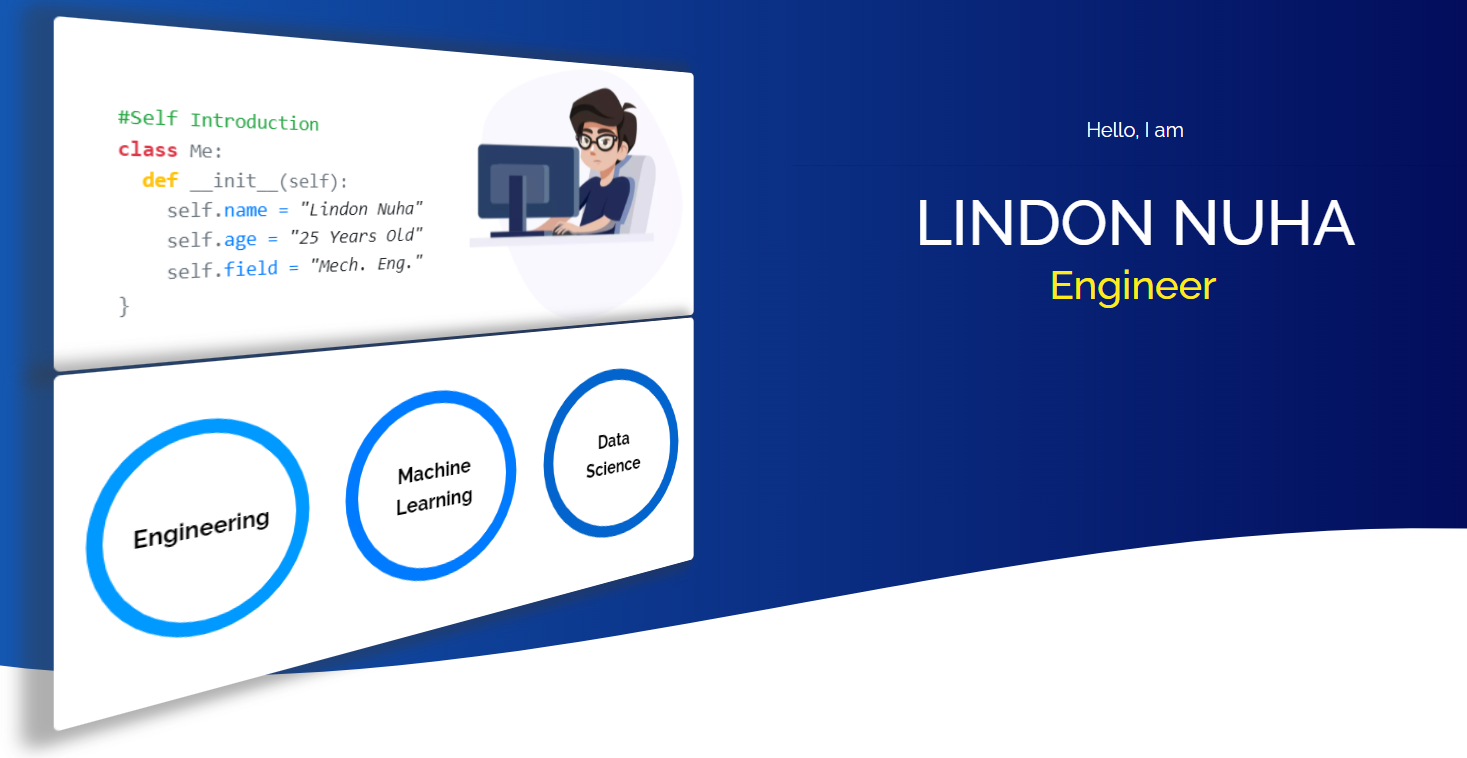 #Self Introduction
class Me:
def __init__(self):
self.name = "Lindon Nuha"
self.age = "25 Years Old"
self.field = "Mech. Eng."
}
Engineering
Machine
Learning
Data
Science
Hello, I am
LINDON NUHA
Engineer